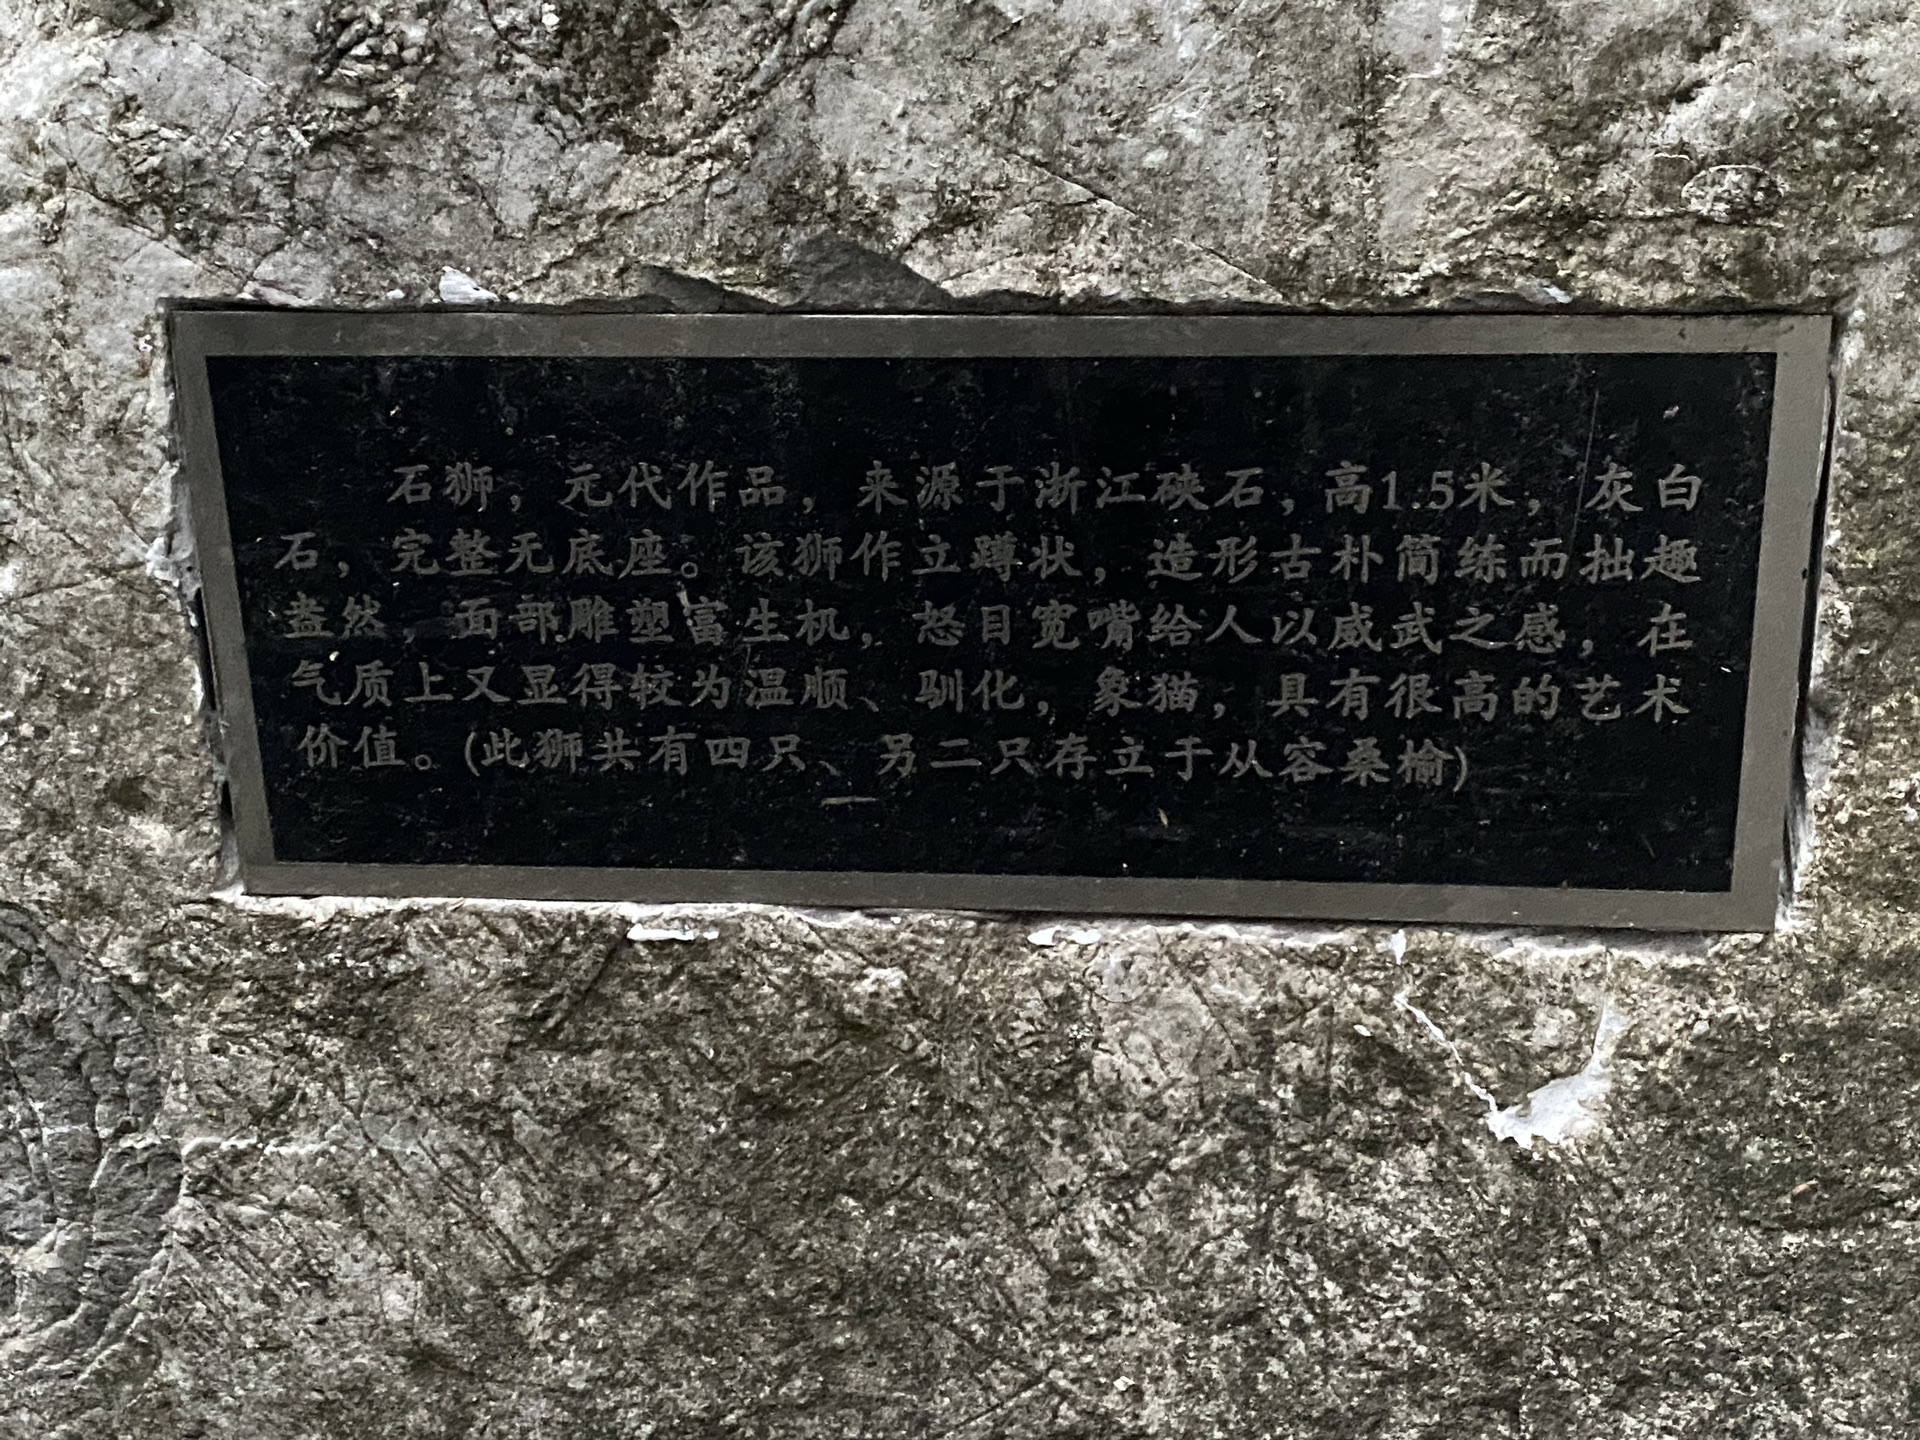 石狮，元代作品，来源于浙江硖石，高1.5米，灰白
石，完整无底座。该狮作立蹲状，造形古朴简练而拙趣
盎然，面部雕塑富生机，怒目宽嘴给人以威武之感，在
气质上又显得较为温顺、驯化，象猫，具有很高的艺术
价值。(此狮共有四只、另二只存立于从容桑榆)